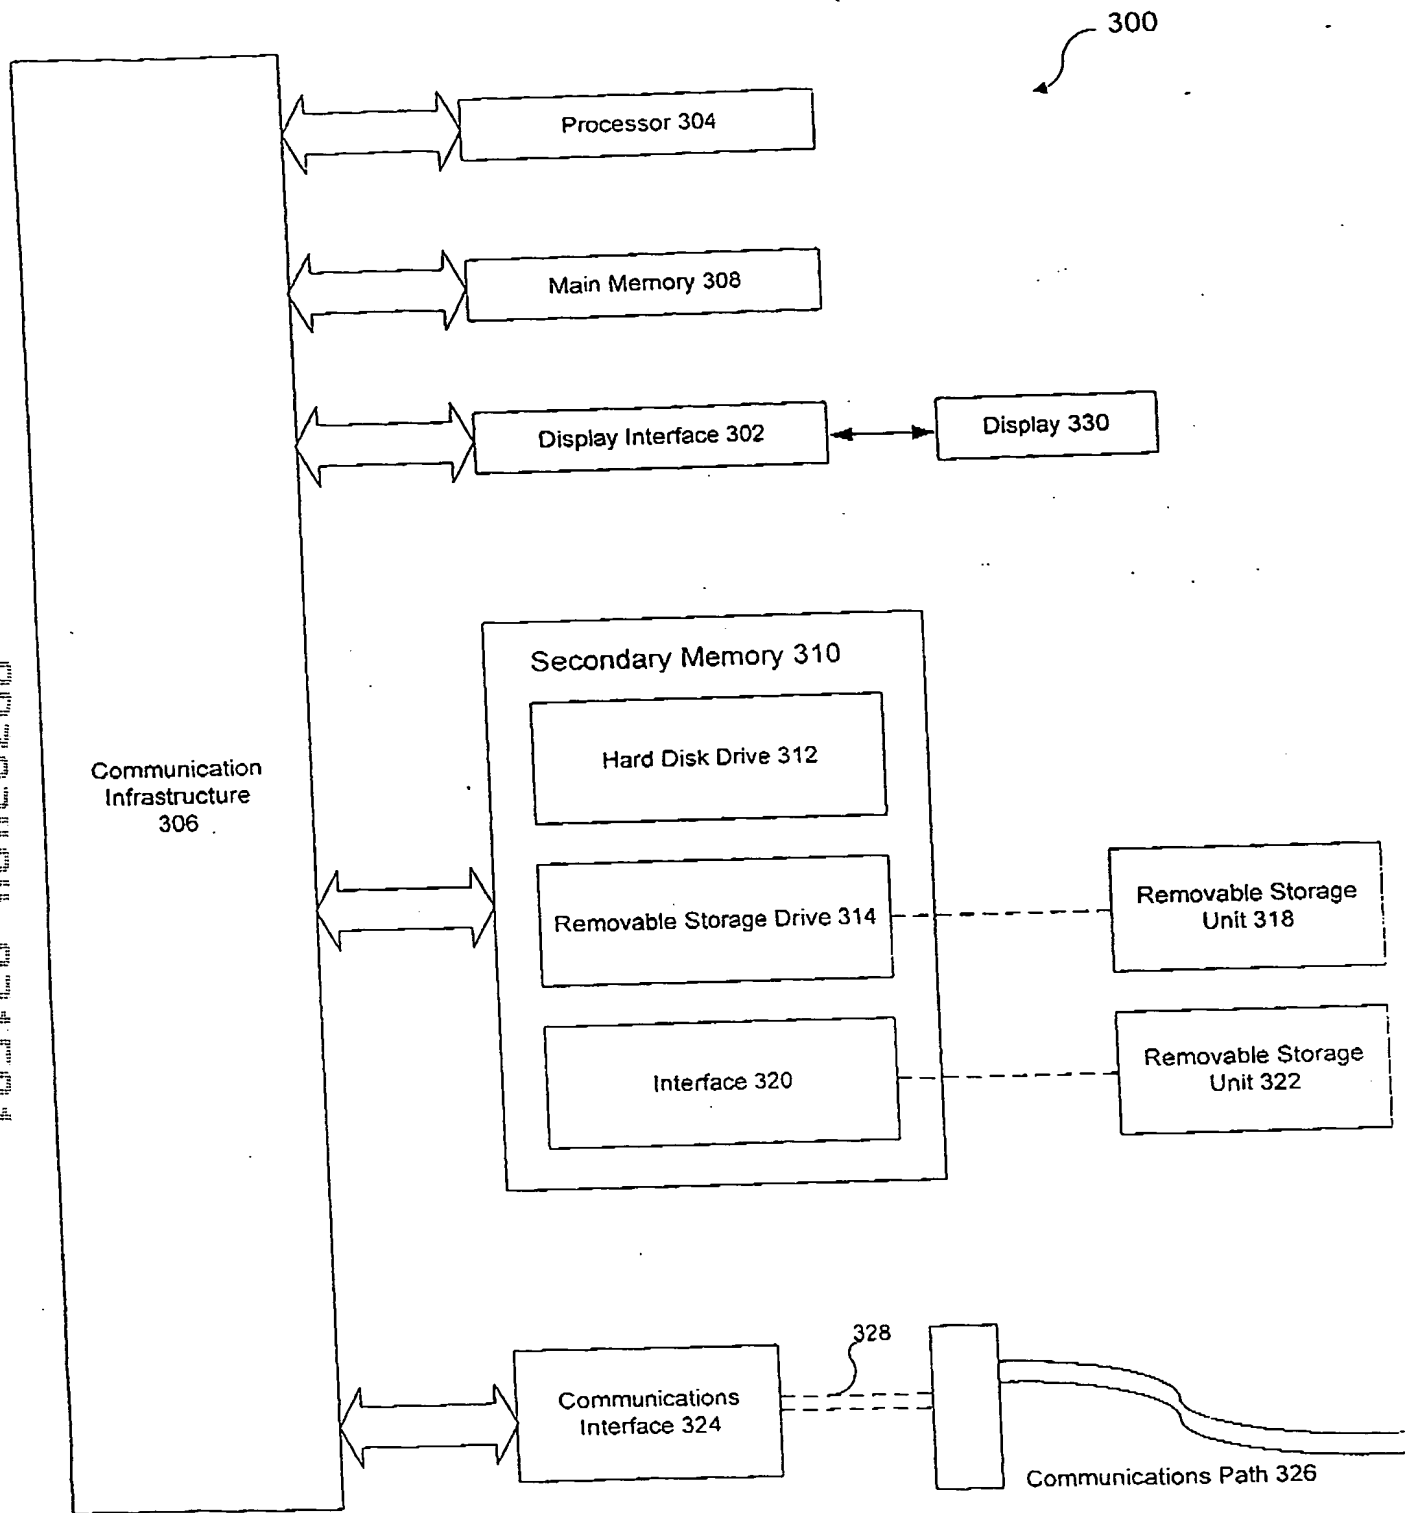 300
Processor 304
Main Memory 308
Display Interface 302
Display 330
Secondary Memory 310
Hard Disk Drive 312
Communication
Infrastructure
306
Removable Storage Drive 314
Removable Storage
Unit 318
Interface 320
Removable Storage
Unit 322
328
Communications
Interface 324
Communications Path 326